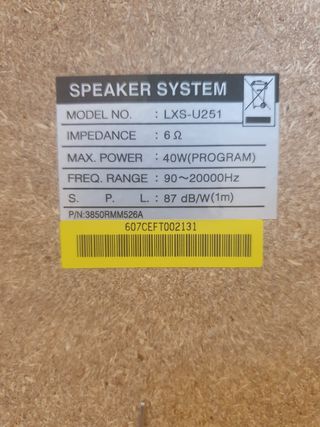 SPEAKER SYSTEM
MODEL NO. : LXS-U251
IMPEDANCE : 6 Ω
MAX. POWER : 40W(PROGRAM)
FREQ. RANGE : 90~20000Hz
S. P. L. : 87 dB/W(1m)
P/N:3850RMM526A
607CEFT002131